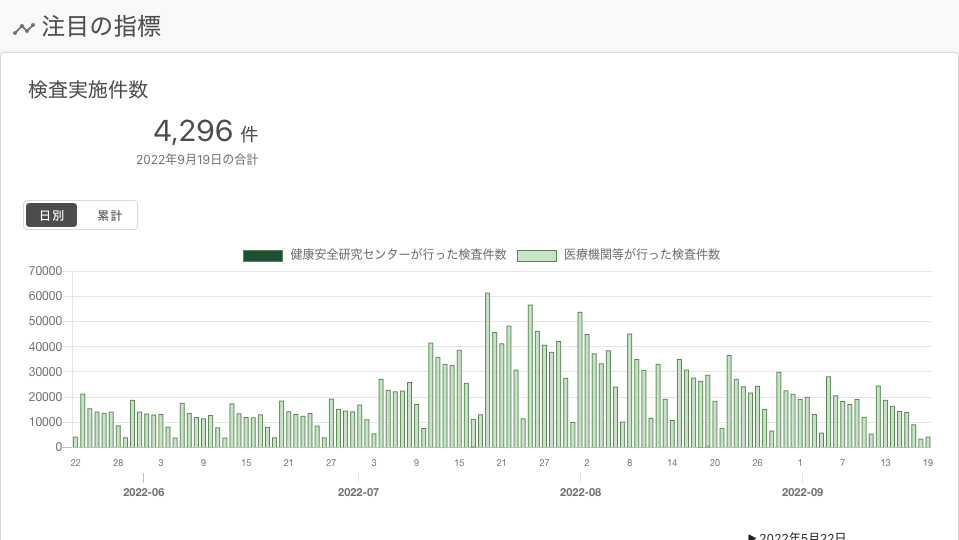 注目の指標
検査実施件数
4,296 件
2022年9月19日の合計
日別 累計
健康安全研究センターが行った検査件数 医療機関等が行った検査件数
70000
60000
50000
40000
30000
20000
10000
0
22 28 3 9 15 21 27 3 9 15 21 27 2 8 14 20 26 1 7 13 19
2022-06 2022-07 2022-08 2022-09
▶ 2022年5月22日